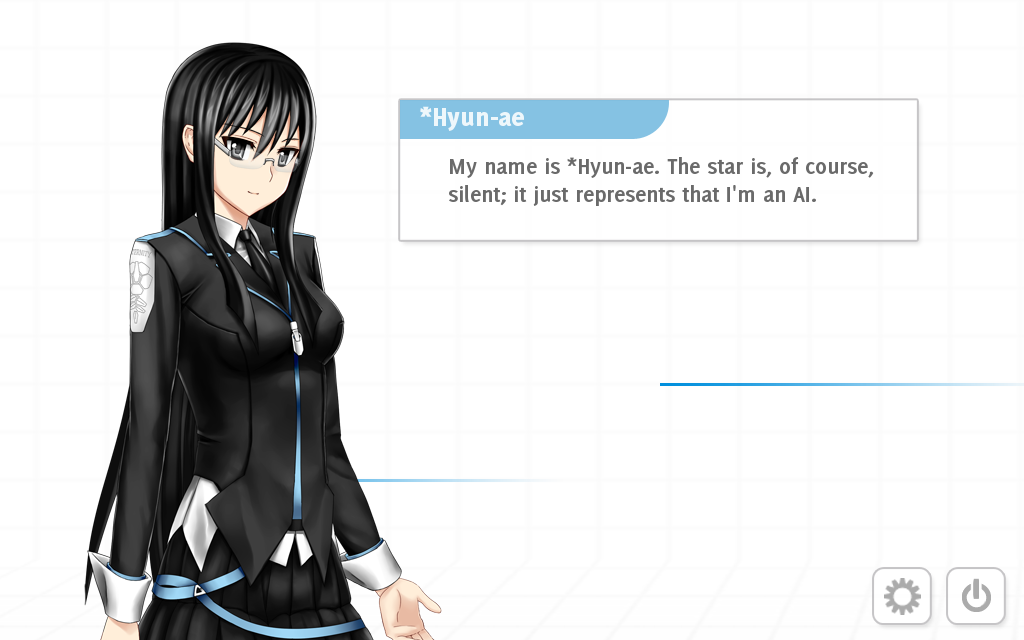 *Hyun-ae
My name is *Hyun-ae. The star is, of course,
silent; it just represents that I'm an AI.